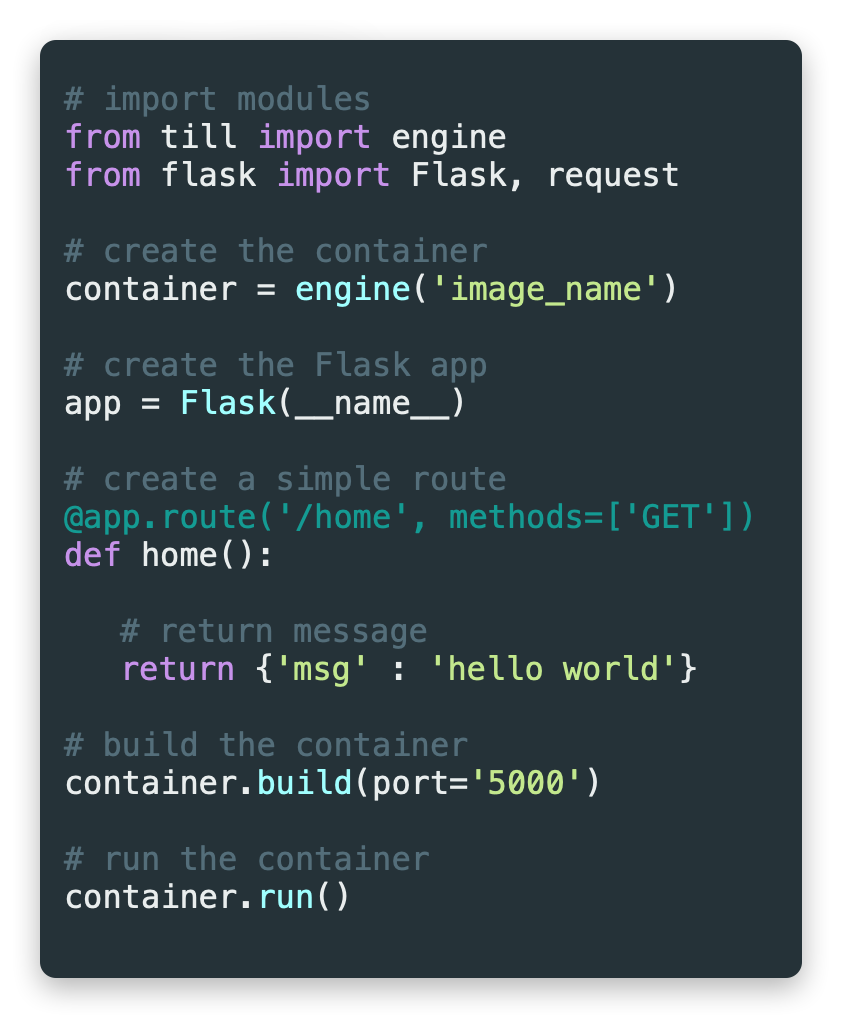 # import modules
from till import engine
from flask import Flask, request
# create the container
container = engine('image_name')
# create the Flask app
app = Flask(__name__)
# create a simple route
@app.route('/home', methods=['GET'])
def home():
# return message
return {'msg' : 'hello world'}
# build the container
container.build(port='5000')
# run the container
container.run()